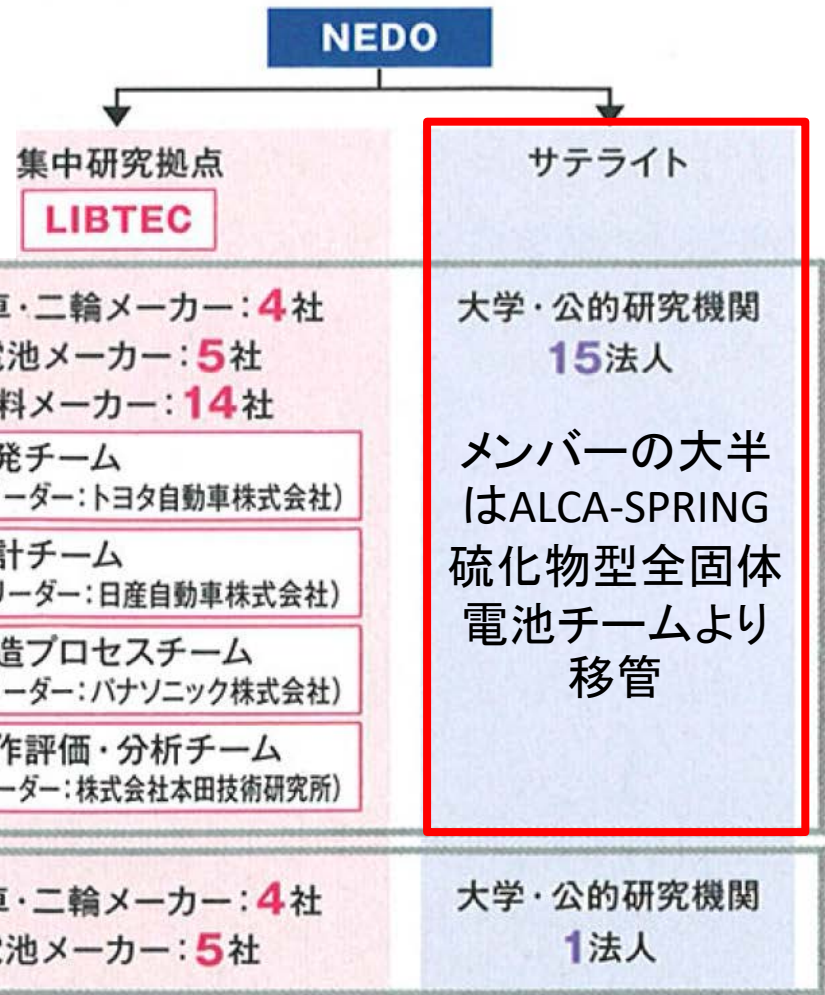 NEDO
集中研究拠点
LIBTEC
車・二輪メーカー:4社
電池メーカー:5社
料メーカー:14社
発チーム
ーダー:トヨタ自動車株式会社)
計チーム
リーダー:日産自動車株式会社)
造プロセスチーム
ーダー:パナソニック株式会社)
作評価・分析チーム
ーダー:株式会社本田技術研究所)
車・二輪メーカー:4社
電池メーカー:5社
サテライト
大学・公的研究機関
15法人
メンバーの大半
はALCA-SPRING
硫化物型全固体
電池チームより
移管
大学・公的研究機関
1法人